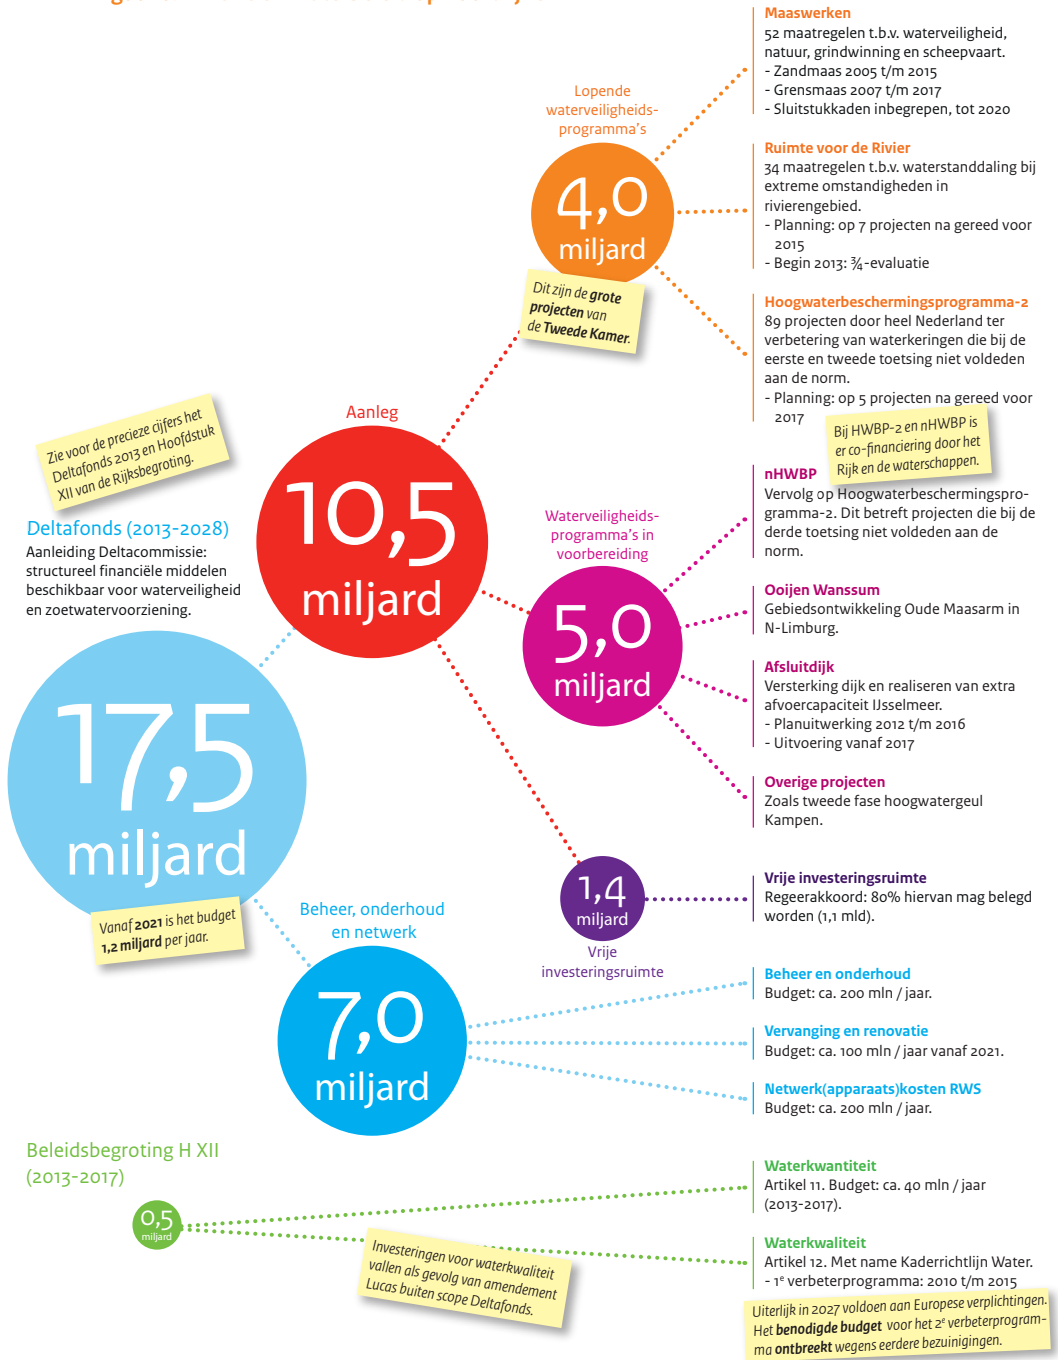 Maaswerken
52 maatregelen t.b.v. waterveiligheid,
natuur, grindwinning en scheepvaart.
- Zandmaas 2005 t/m 2015
- Grensmaas 2007 t/m 2017
- Sluitstukkaden inbegrepen, tot 2020
Lopende
waterveiligheids-
programma's
4,0
miljard
Dit zijn de grote
projecten van
de Tweede Kamer.
Ruimte voor de Rivier
34 maatregelen t.b.v. waterstanddaling bij
extreme omstandigheden in
rivierengebied.
- Planning: op 7 projecten na gereed voor
2015
- Begin 2013: ¾-evaluatie
Hoogwaterbeschermingsprogramma-2
89 projecten door heel Nederland ter
verbetering van waterkeringen die bij de
eerste en tweede toetsing niet voldeden
aan de norm.
- Planning: op 5 projecten na gereed voor
2017
Bij HWBP-2 en nHWBP is
er co-financiering door het
Rijk en de waterschappen.
Zie voor de precieze cijfers het
Deltafonds 2013 en Hoofdstuk
XII van de Rijksbegroting.
Aanleg
10,5
miljard
Deltafonds (2013-2028)
Aanleiding Deltacommissie:
structureel financiële middelen
beschikbaar voor waterveiligheid
en zoetwatervoorziening.
17,5
miljard
Vanaf 2021 is het budget
1,2 miljard per jaar.
Waterveiligheids-
programma's in
voorbereiding
5,0
miljard
nHWBP
Vervolg op Hoogwaterbeschermingspro-
gramma-2. Dit betreft projecten die bij de
derde toetsing niet voldeden aan de
norm.
Ooijen Wanssum
Gebiedsontwikkeling Oude Maasarm in
N-Limburg.
Afsluitdijk
Versterking dijk en realiseren van extra
afvoercapaciteit IJsselmeer.
- Planuitwerking 2012 t/m 2016
- Uitvoering vanaf 2017
Overige projecten
Zoals tweede fase hoogwatergeul
Kampen.
1,4
miljard
Vrije
investeringsruimte
Vrije investeringsruimte
Regeerakkoord: 80% hiervan mag belegd
worden (1,1 mld).
Beheer, onderhoud
en netwerk
7,0
miljard
Beheer en onderhoud
Budget: ca. 200 mln / jaar.
Vervanging en renovatie
Budget: ca. 100 mln / jaar vanaf 2021.
Netwerk(apparaats)kosten RWS
Budget: ca. 200 mln / jaar.
Beleidsbegroting H XII
(2013-2017)
0,5
miljard
Waterkwantiteit
Artikel 11. Budget: ca. 40 mln / jaar
(2013-2017).
Waterkwaliteit
Artikel 12. Met name Kaderrichtlijn Water.
- 1e verbeterprogramma: 2010 t/m 2015
Investeringen voor waterkwaliteit
vallen als gevolg van amendement
Lucas buiten scope Deltafonds.
Uiterlijk in 2027 voldoen aan Europese verplichtingen.
Het benodigde budget voor het 2e verbeterprogram-
ma ontbreekt wegens eerdere bezuinigingen.